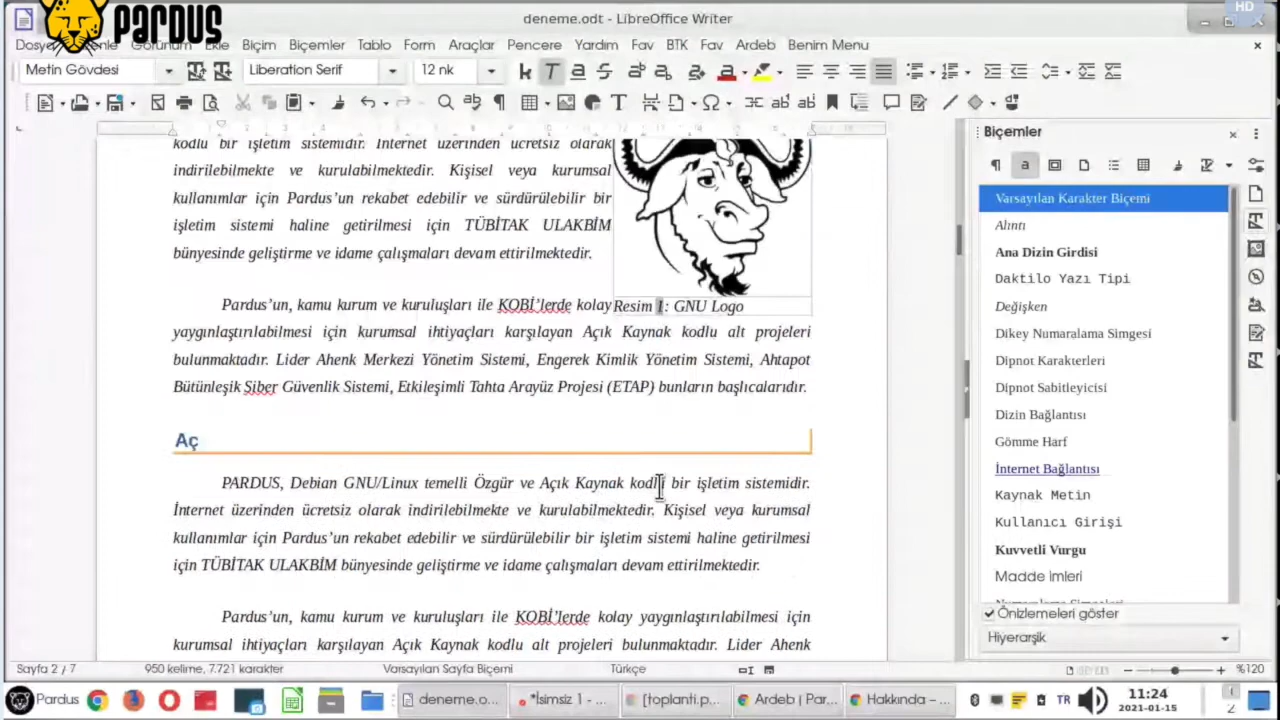 HD
PARDUS
deneme.odt - LibreOffice Writer
Dosya Düzenle Görünüm Ekle Biçim Biçemler Tablo Form Araçlar Pencere Yardım Fav BTK Fav Ardeb Benim Menu
Metin Gövdesi Liberation Serif 12 nk
kodlu bir işletim sistemidir. İnternet üzerinden ücretsiz olarak
indirilebilmekte ve kurulabilmektedir. Kişisel veya kurumsal
kullanımlar için Pardus'un rekabet edebilir ve sürdürülebilir bir
işletim sistemi haline getirilmesi için TÜBİTAK ULAKBİM
bünyesinde geliştirme ve idame çalışmaları devam ettirilmektedir.
Pardus'un, kamu kurum ve kuruluşları ile KOBİ'lerde kolay
Resim 1: GNU Logo
yaygınlaştırılabilmesi için kurumsal ihtiyaçları karşılayan Açık Kaynak kodlu alt projeleri
bulunmaktadır. Lider Ahenk Merkezi Yönetim Sistemi, Engerek Kimlik Yönetim Sistemi, Ahtapot
Bütünleşik Siber Güvenlik Sistemi, Etkileşimli Tahta Arayüz Projesi (ETAP) bunların başlıcalarıdır.
Aç
PARDUS, Debian GNU/Linux temelli Özgür ve Açık Kaynak kodlu bir işletim sistemidir.
İnternet üzerinden ücretsiz olarak indirilebilmekte ve kurulabilmektedir. Kişisel veya kurumsal
kullanımlar için Pardus'un rekabet edebilir ve sürdürülebilir bir işletim sistemi haline getirilmesi
için TÜBİTAK ULAKBİM bünyesinde geliştirme ve idame çalışmaları devam ettirilmektedir.
Pardus'un, kamu kurum ve kuruluşları ile KOBİ'lerde kolay yaygınlaştırılabilmesi için
kurumsal ihtiyaçları karşılayan Açık Kaynak kodlu alt projeleri bulunmaktadır. Lider Ahenk
Biçemler
Varsayılan Karakter Biçemi
Alıntı
Ana Dizin Girdisi
Daktilo Yazı Tipi
Değişken
Dikey Numaralama Simgesi
Dipnot Karakterleri
Dipnot Sabitleyicisi
Dizin Bağlantısı
Gömme Harf
İnternet Bağlantısı
Kaynak Metin
Kullanıcı Girişi
Kuvvetli Vurgu
Madde İmleri
Numaralama Simgeleri
Önizlemeleri göster
Hiyerarşik
Sayfa 2 / 7 950 kelime, 7.721 karakter Varsayılan Sayfa Biçemi Türkçe %120
Pardus deneme.o... *İsimsiz 1 - ... [toplanti.p... Ardeb | Par... Hakkında – ... TR 11:24
2021-01-15
1
2